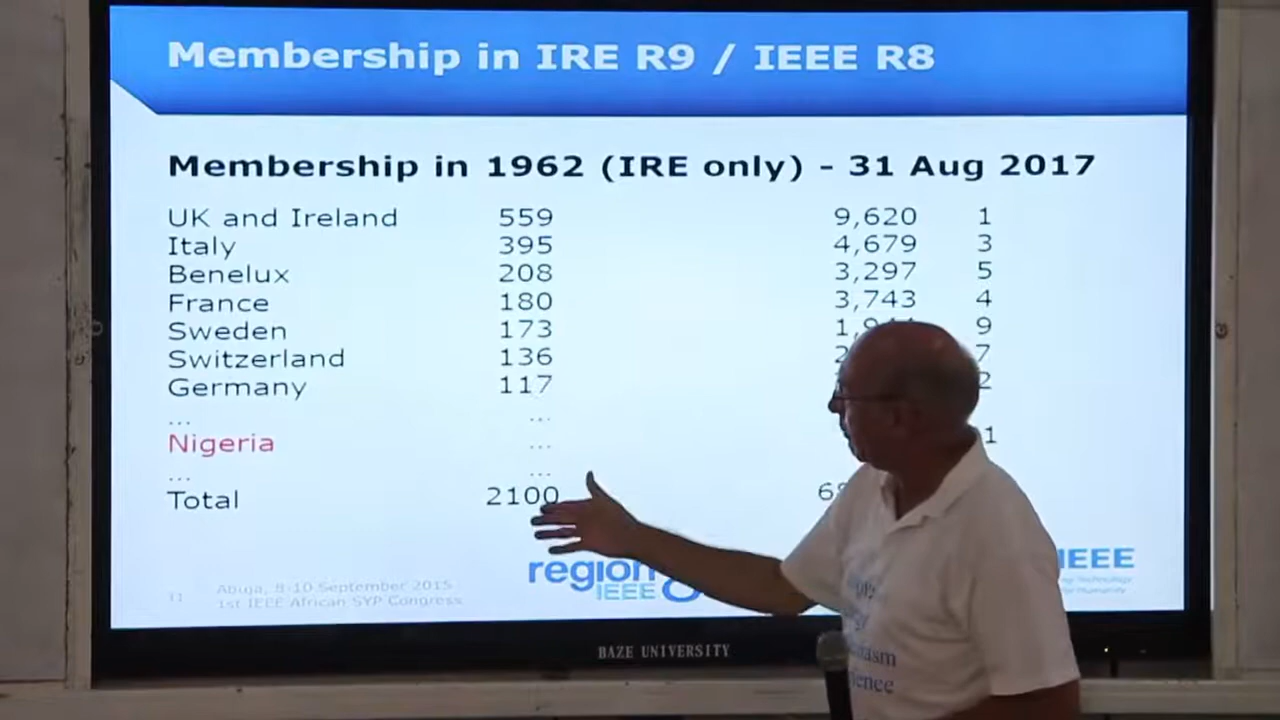 Membership in IRE R9 / IEEE R8
Membership in 1962 (IRE only) - 31 Aug 2017
UK and Ireland 559 9,620 1
Italy 395 4,679 3
Benelux 208 3,297 5
France 180 3,743 4
Sweden 173 9
Switzerland 136 7
Germany 117 2
... ...
Nigeria ...
... ...
Total 2100
region 8
IEEE
IEEE
11
Abuja, 8-10 September 2015
1st IEEE African SYP Congress
BAZE UNIVERSITY